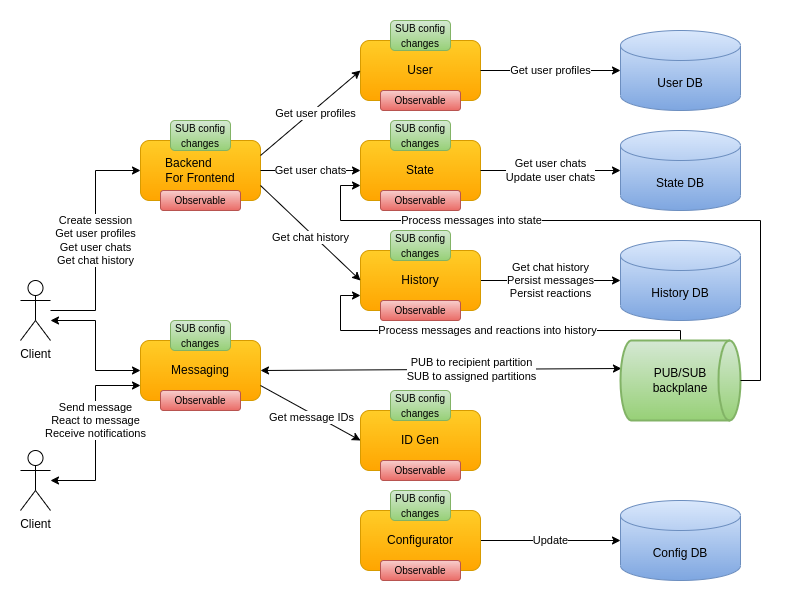 SUB config
changes
User
Observable
Get user profiles
User DB
Get user profiles
SUB config
changes
Backend
For Frontend
Observable
Get user chats
SUB config
changes
State
Observable
Get user chats
Update user chats
State DB
Process messages into state
Create session
Get user profiles
Get user chats
Get chat history
Get chat history
SUB config
changes
History
Observable
Get chat history
Persist messages
Persist reactions
History DB
Process messages and reactions into history
Client
SUB config
changes
Messaging
Observable
PUB to recipient partition
SUB to assigned partitions
PUB/SUB
backplane
Send message
React to message
Receive notifications
Get message IDs
SUB config
changes
ID Gen
Observable
Client
PUB config
changes
Configurator
Observable
Update
Config DB